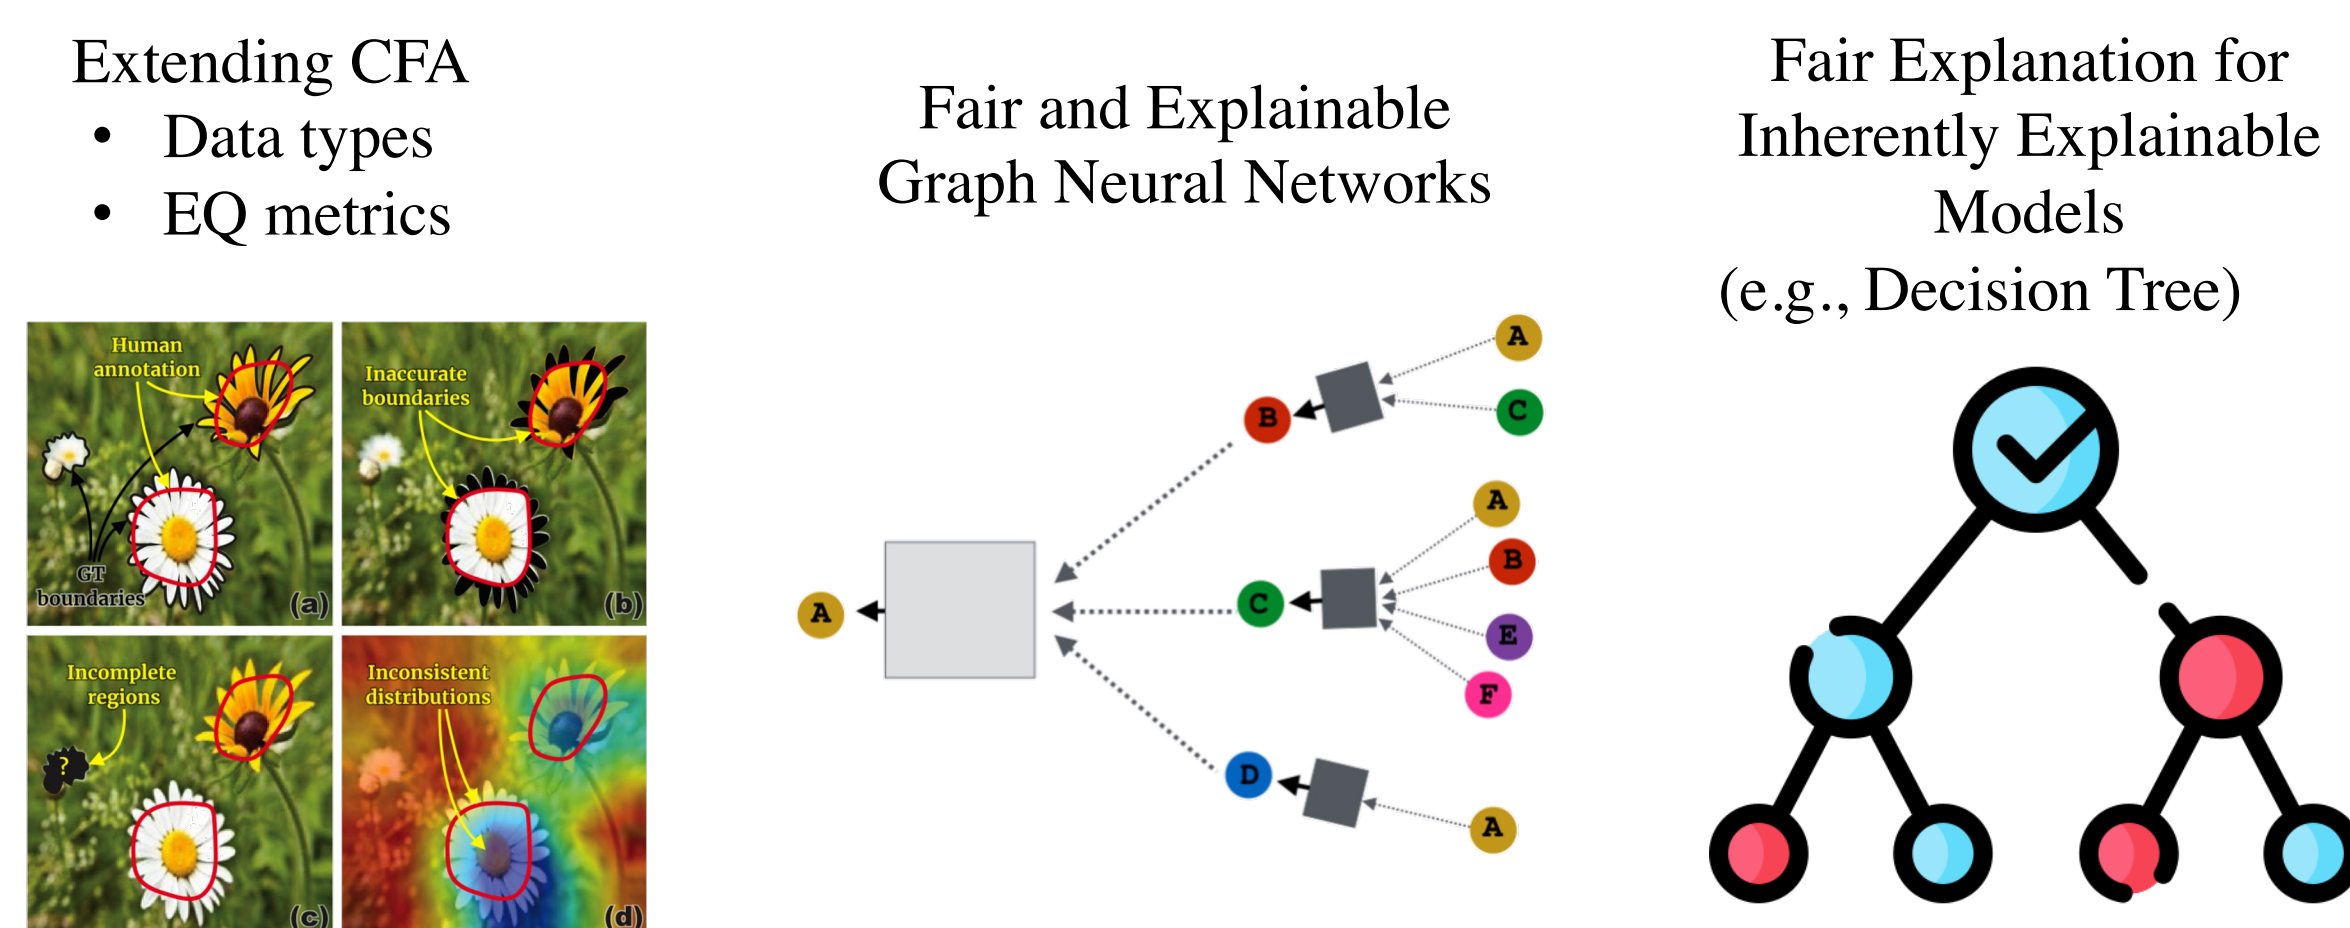 Extending CFA
• Data types
• EQ metrics
Fair and Explainable
Graph Neural Networks
Fair Explanation for
Inherently Explainable
Models
(e.g., Decision Tree)
Human
annotation
GT
boundaries
(a)
Inaccurate
boundaries
(b)
Incomplete
regions
?
(c)
Inconsistent
distributions
(d)
A
B
C
D
A
C
A
B
E
F
A